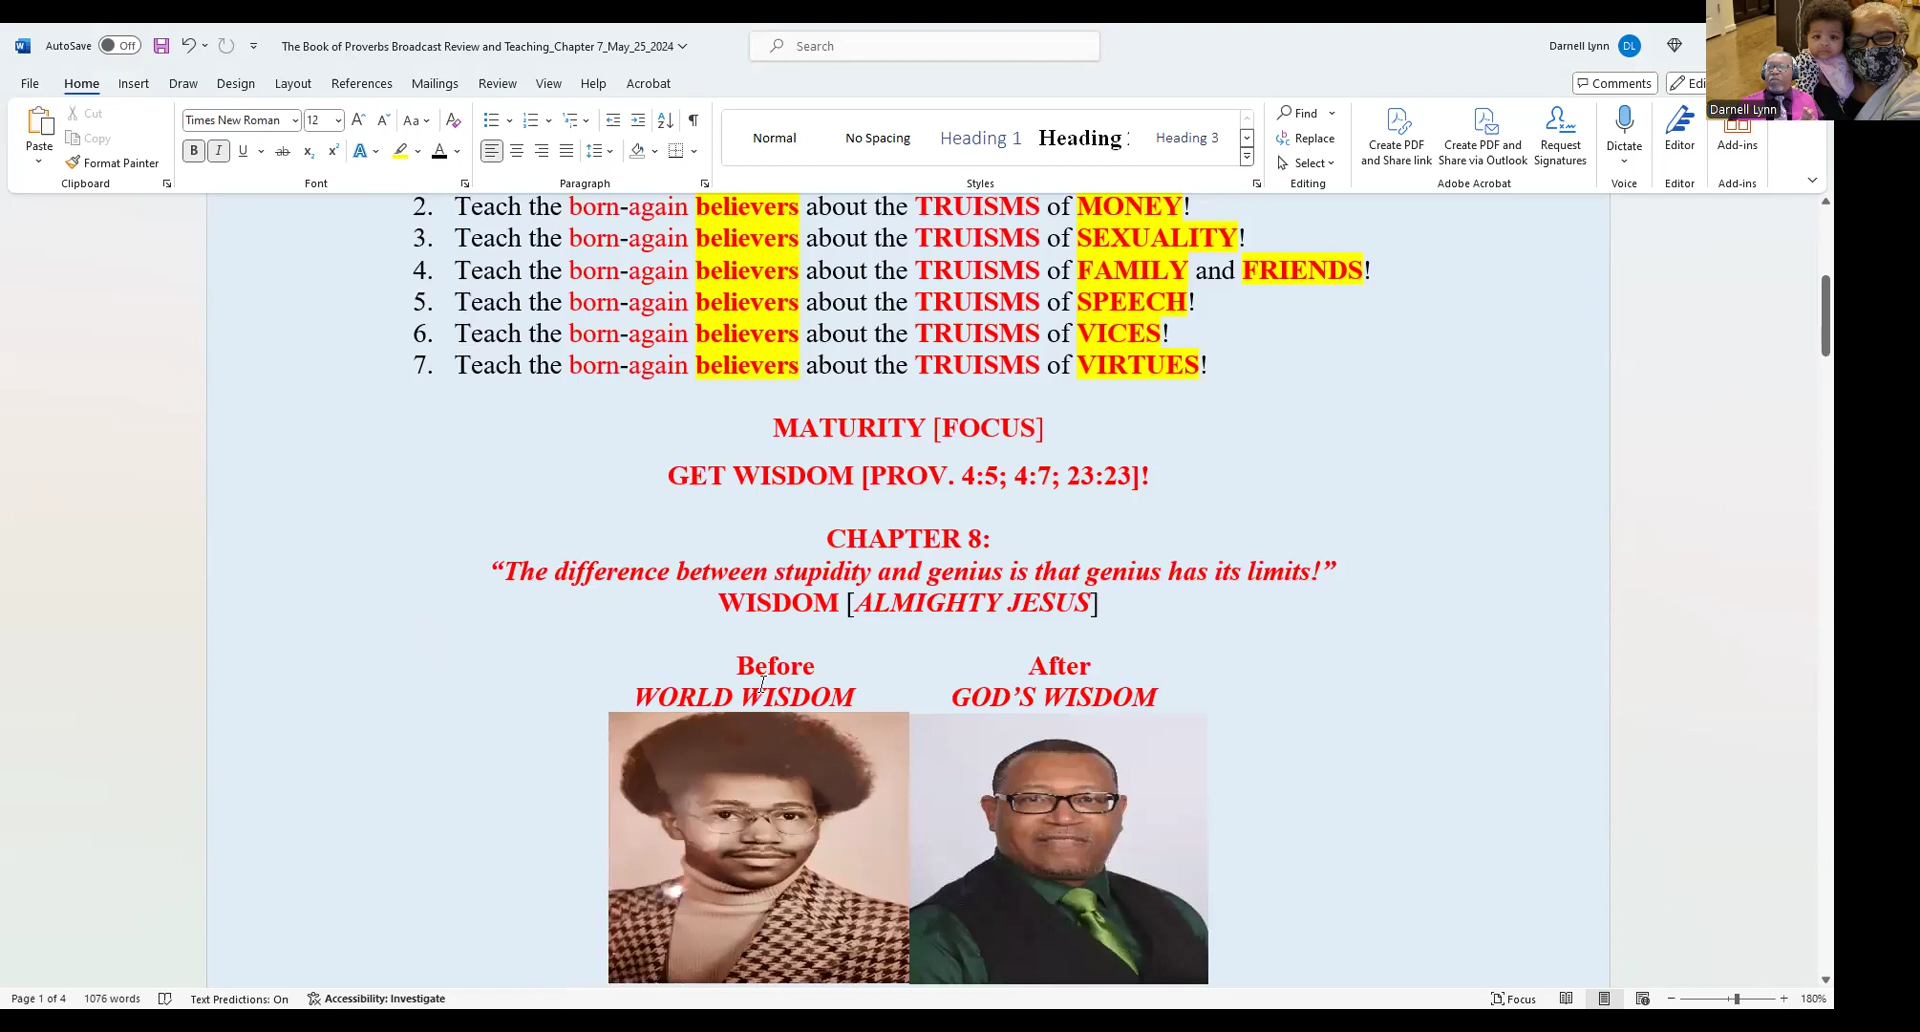 AutoSave Off The Book of Proverbs Broadcast Review and Teaching_Chapter 7_May_25_2024 Search Darnell Lynn DL
File Home Insert Draw Design Layout References Mailings Review View Help Acrobat Comments
Darnell Lynn
Paste Cut Copy Format Painter
Times New Roman 12 Aa
B I U ab x₂ x² A A
Normal No Spacing Heading 1 Heading Heading 3
Find Replace Select
Create PDF and Share link
Create PDF and Share via Outlook
Request Signatures
Dictate
Editor
Add-ins
Clipboard Font Paragraph Styles Editing Adobe Acrobat Voice Editor Add-ins
2. Teach the born-again believers about the TRUISMS of MONEY!
3. Teach the born-again believers about the TRUISMS of SEXUALITY!
4. Teach the born-again believers about the TRUISMS of FAMILY and FRIENDS!
5. Teach the born-again believers about the TRUISMS of SPEECH!
6. Teach the born-again believers about the TRUISMS of VICES!
7. Teach the born-again believers about the TRUISMS of VIRTUES!
MATURITY [FOCUS]
GET WISDOM [PROV. 4:5; 4:7; 23:23]!
CHAPTER 8:
“The difference between stupidity and genius is that genius has its limits!”
WISDOM [ALMIGHTY JESUS]
Before After
WORLD WISDOM GOD’S WISDOM
Page 1 of 4 1076 words Text Predictions: On Accessibility: Investigate Focus 180%